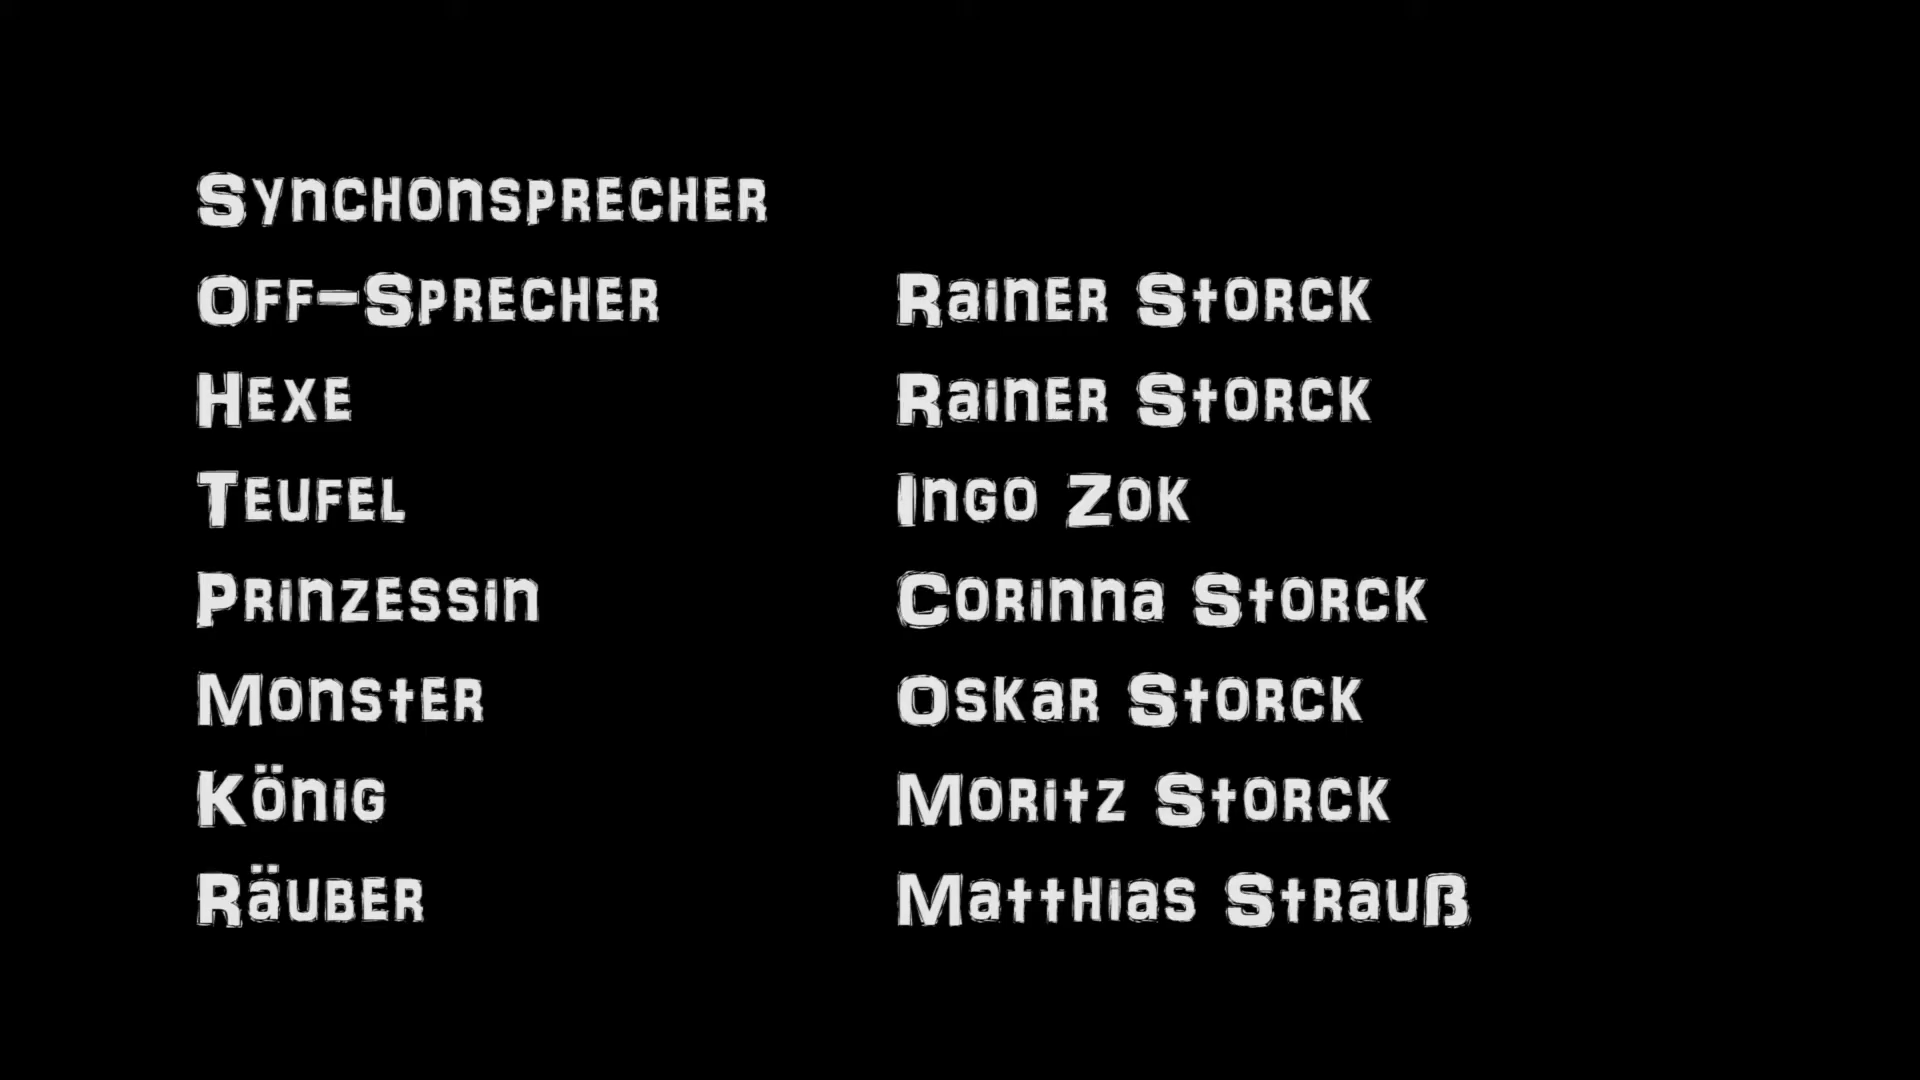 Synchonsprecher
Off-Sprecher Rainer Storck
Hexe Rainer Storck
Teufel Ingo Zok
Prinzessin Corinna Storck
Monster Oskar Storck
König Moritz Storck
Räuber Matthias Strauß